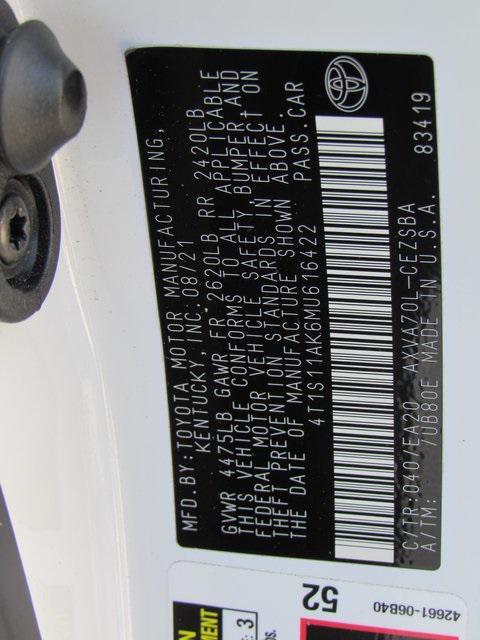 MFD.BY:TOYOTA MOTOR MANUFACTURING,
KENTUCKY, INC. 08/21
GVWR 4475LB GAWR FR 2620LB RR 2420LB
THIS VEHICLE CONFORMS TO ALL APPLICABLE
FEDERAL MOTOR VEHICLE SAFETY, BUMPER AND
THEFT PREVENTION STANDARDS IN EFFECT ON
THE DATE OF MANUFACTURE SHOWN ABOVE.
4T1S11AK6MU616422 PASS. CAR
C/TR:040/EA20 AXVA70L-CEZSBA
A/TM: /UB80E MADE IN U.S.A. 83419
52
42661-06B40
3